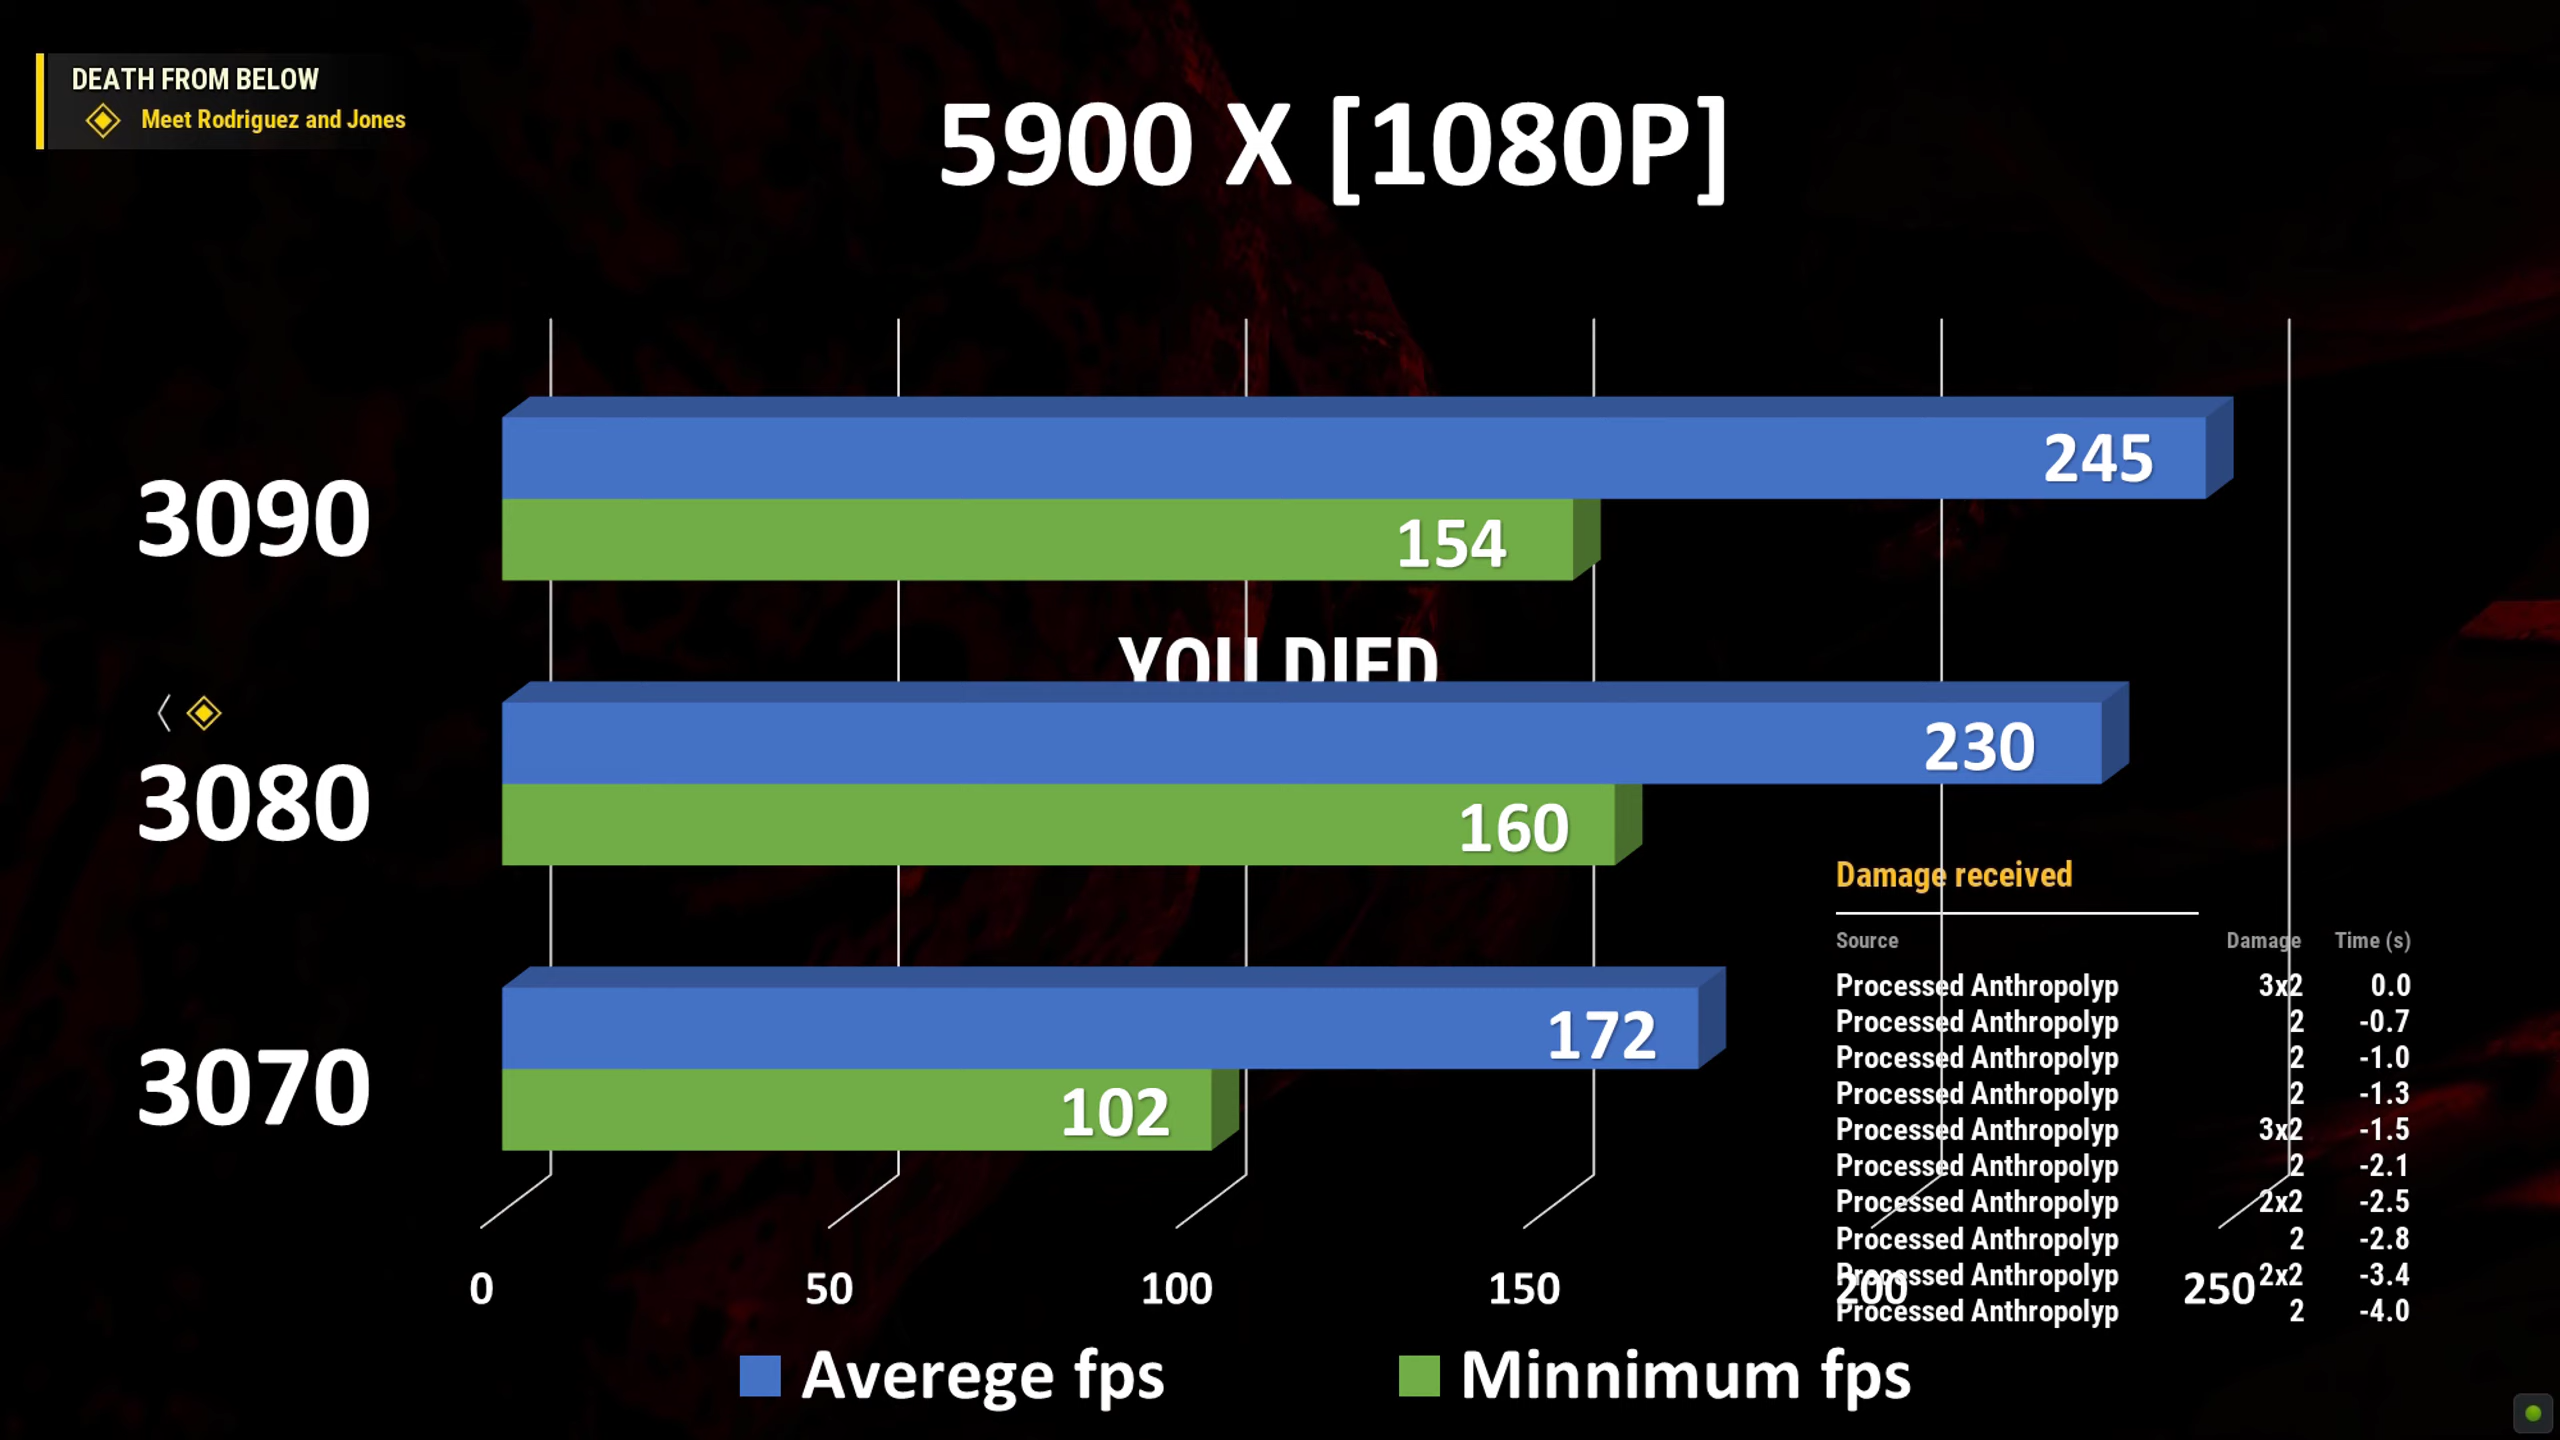 DEATH FROM BELOW
Meet Rodriguez and Jones
5900 X [1080P]
3090
245
154
YOU DIED
3080
230
160
3070
172
102
Damage received
Source Damage Time (s)
Processed Anthropolyp 3x2 0.0
Processed Anthropolyp 2 -0.7
Processed Anthropolyp 2 -1.0
Processed Anthropolyp 2 -1.3
Processed Anthropolyp 3x2 -1.5
Processed Anthropolyp 2 -2.1
Processed Anthropolyp 2x2 -2.5
Processed Anthropolyp 2 -2.8
Processed Anthropolyp 2x2 -3.4
Processed Anthropolyp 2 -4.0
0 50 100 150 200 250
Averege fps Minnimum fps